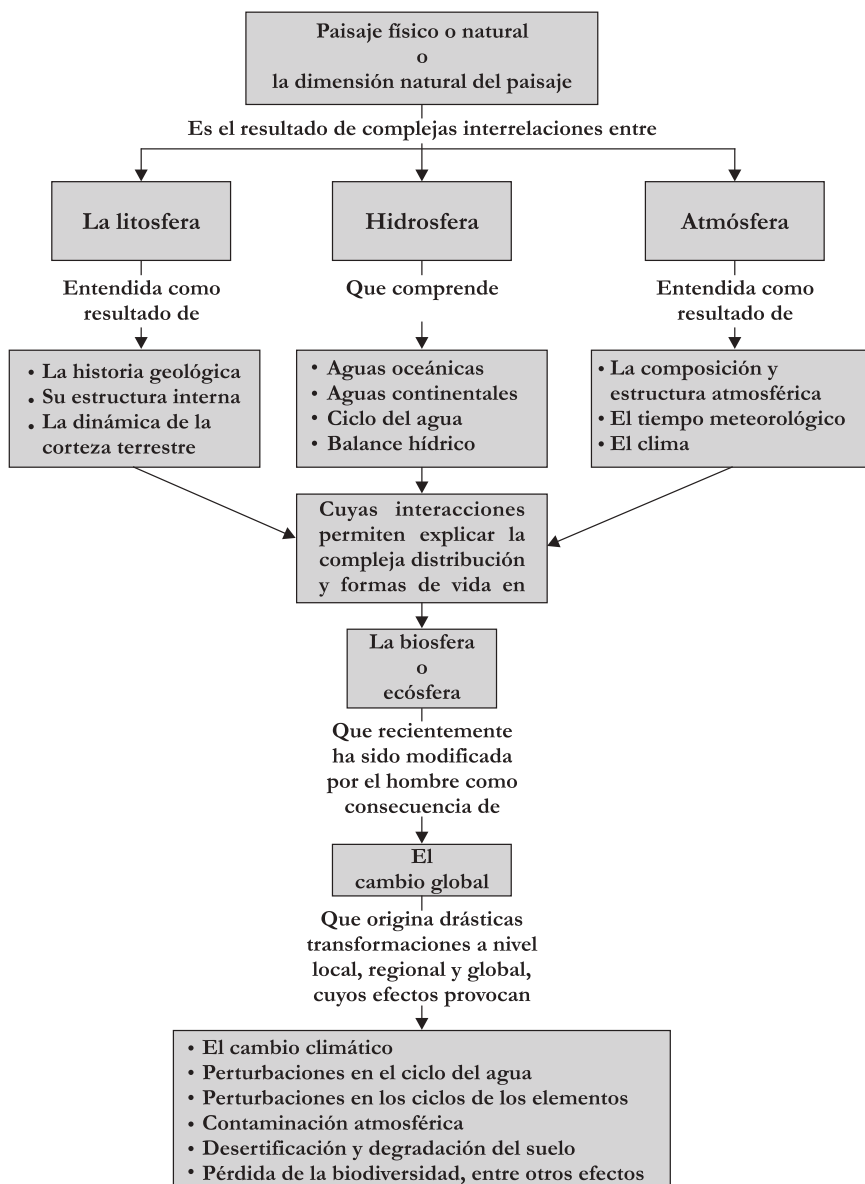 Paisaje físico o natural
o
la dimensión natural del paisaje
Es el resultado de complejas interrelaciones entre
La litosfera
Hidrosfera
Atmósfera
Entendida como
resultado de
Que comprende
Entendida como
resultado de
• La historia geológica
• Su estructura interna
• La dinámica de la
corteza terrestre
• Aguas oceánicas
• Aguas continentales
• Ciclo del agua
• Balance hídrico
• La composición y
estructura atmosférica
• El tiempo meteorológico
• El clima
Cuyas interacciones
permiten explicar la
compleja distribución
y formas de vida en
La biosfera
o
ecósfera
Que recientemente
ha sido modificada
por el hombre como
consecuencia de
El
cambio global
Que origina drásticas
transformaciones a nivel
local, regional y global,
cuyos efectos provocan
• El cambio climático
• Perturbaciones en el ciclo del agua
• Perturbaciones en los ciclos de los elementos
• Contaminación atmosférica
• Desertificación y degradación del suelo
• Pérdida de la biodiversidad, entre otros efectos